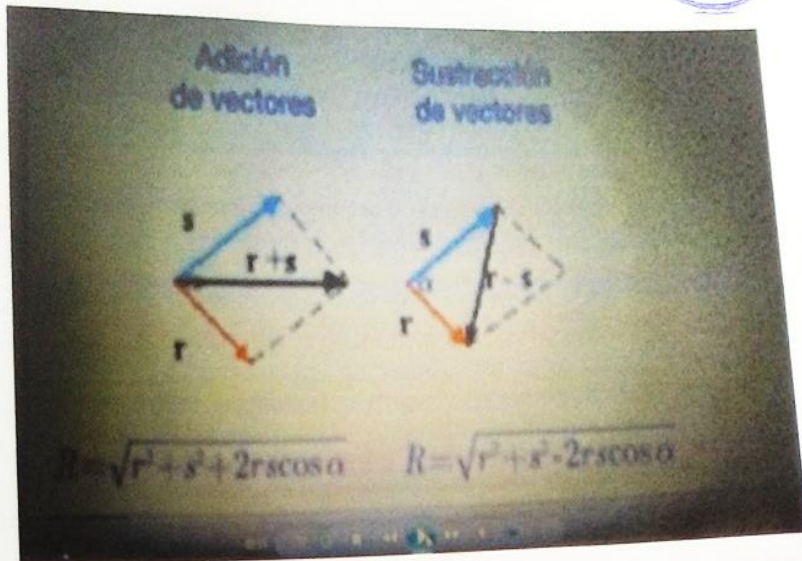 Adición
de vectores
Sustracción
de vectores
s
r + s
r
s
α
r - s
r
R=√r²+s²+2rscosα
R=√r²+s²-2rscosα